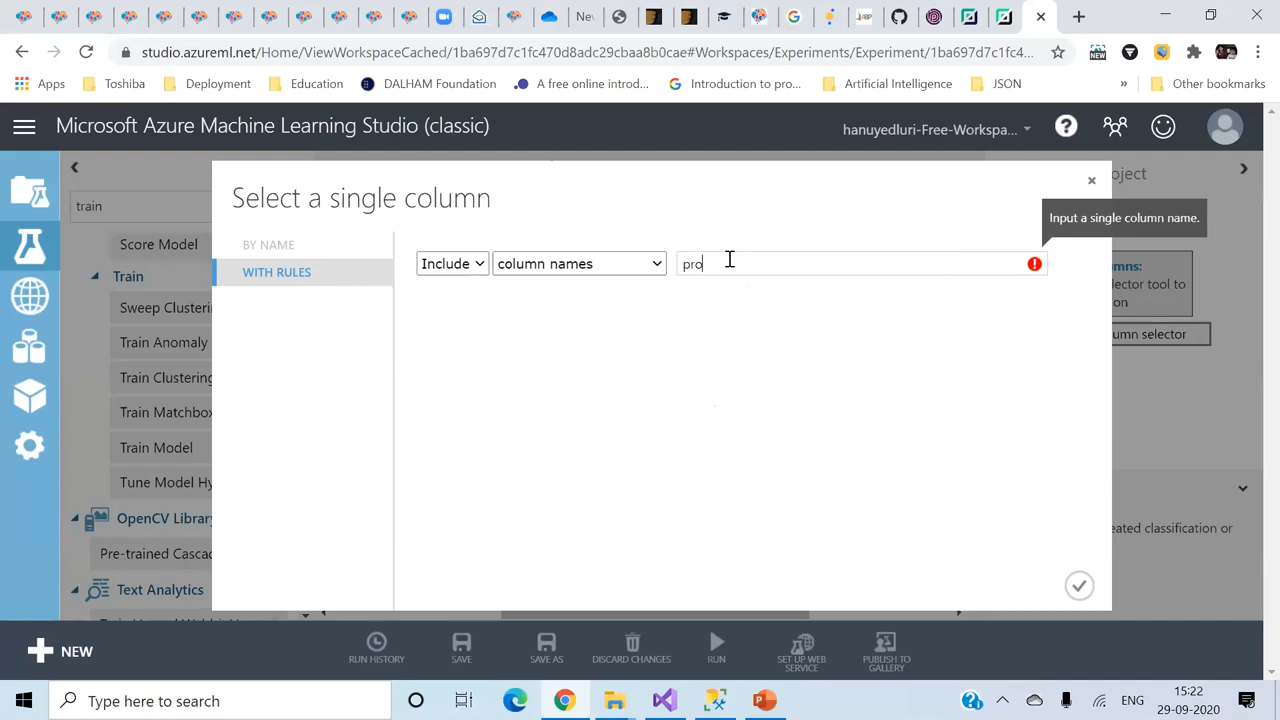 Nev
studio.azureml.net/Home/ViewWorkspaceCached/1ba697d7c1fc470d8adc29cbaa8b0cae#Workspaces/Experiments/Experiment/1ba697d7c1fc4...
NEW
Apps
Toshiba
Deployment
Education
DALHAM Foundation
A free online introd...
Introduction to pro...
Artificial Intelligence
JSON
»
Other bookmarks
Microsoft Azure Machine Learning Studio (classic)
hanuyedluri-Free-Workspa...
Select a single column
oject
train
Input a single column name.
Score Model
BY NAME
Include
column names
pro
WITH RULES
Train
mns:
elector tool to
on
Sweep Clustering
Train Anomaly
umn selector
Train Clustering
Train Matchbox
Train Model
Tune Model Hy
OpenCV Library
eated classification or
Pre-trained Cascad
Text Analytics
NEW
RUN HISTORY
SAVE
SAVE AS
DISCARD CHANGES
RUN
SET UP WEB
SERVICE
PUBLISH TO
GALLERY
Type here to search
ENG
15:22
29-09-2020